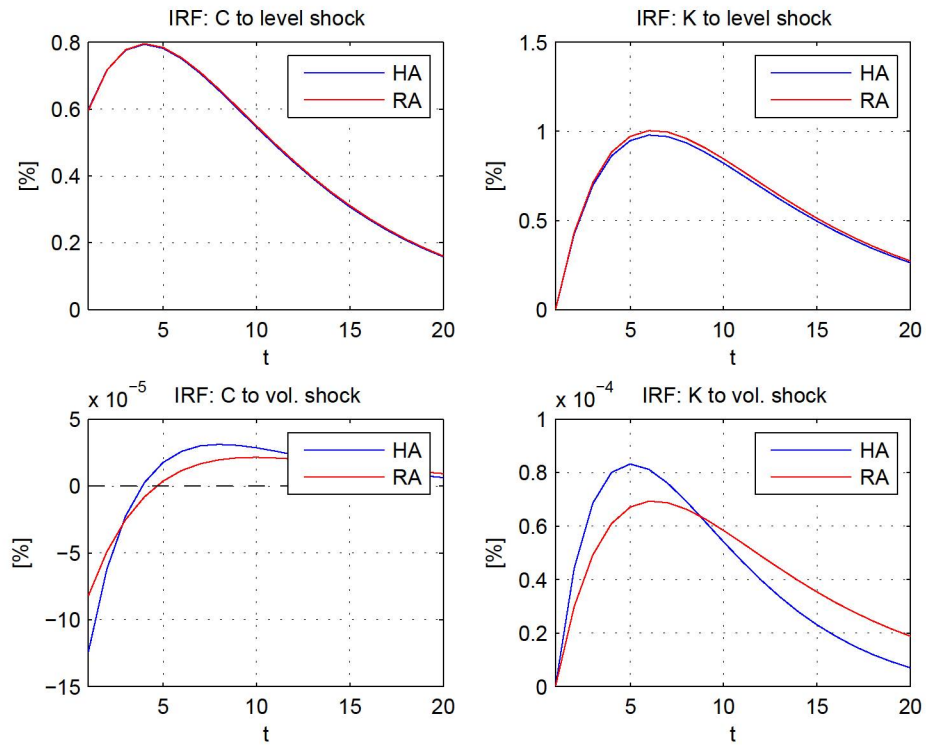 IRF: C to level shock
0.8
0.6
0.4
0.2
0
[%]
5
10
15
20
t
HA
RA
IRF: K to level shock
1.5
1
0.5
0
[%]
5
10
15
20
t
HA
RA
x 10^−5
IRF: C to vol. shock
5
0
−5
−10
−15
[%]
5
10
15
20
t
HA
RA
x 10^−4
IRF: K to vol. shock
1
0.8
0.6
0.4
0.2
0
[%]
5
10
15
20
t
HA
RA